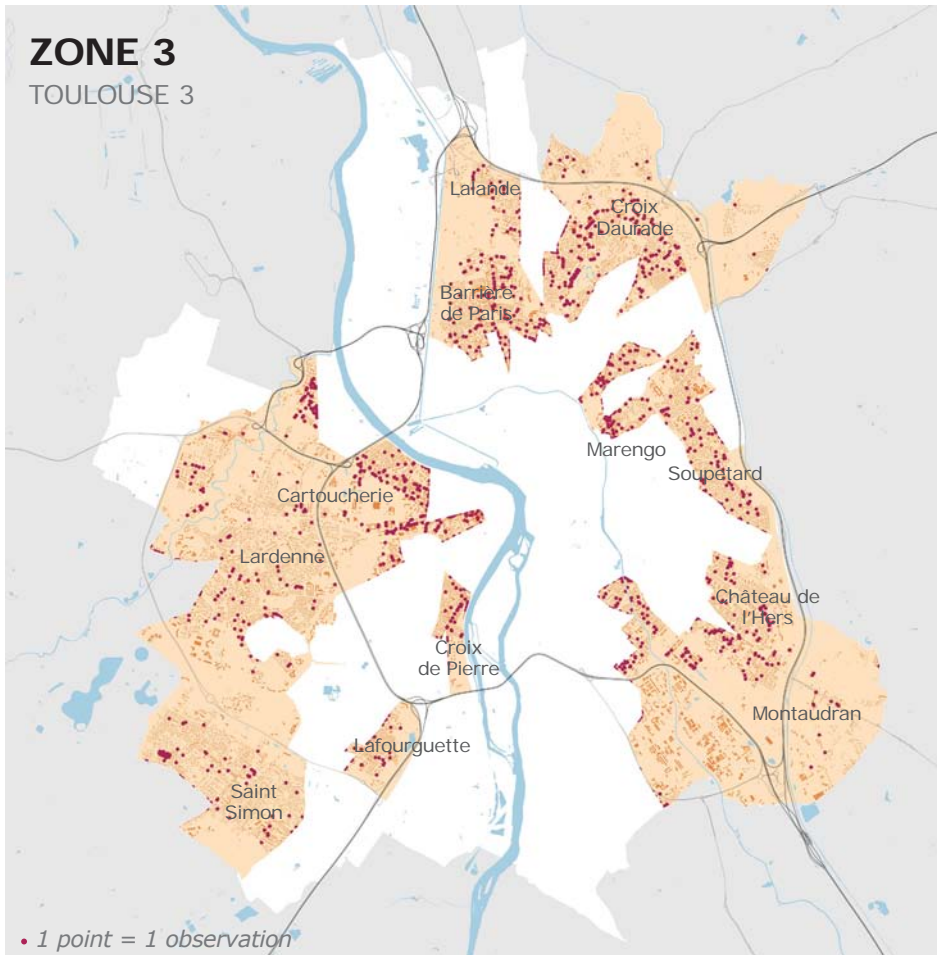 ZONE 3
TOULOUSE 3
Lalande
Croix
Daurade
Barrière
de Paris
Marengo
Soupetard
Cartoucherie
Lardenne
Château de
l'Hers
Croix
de Pierre
Montaudran
Lafourguette
Saint
Simon
1 point = 1 observation